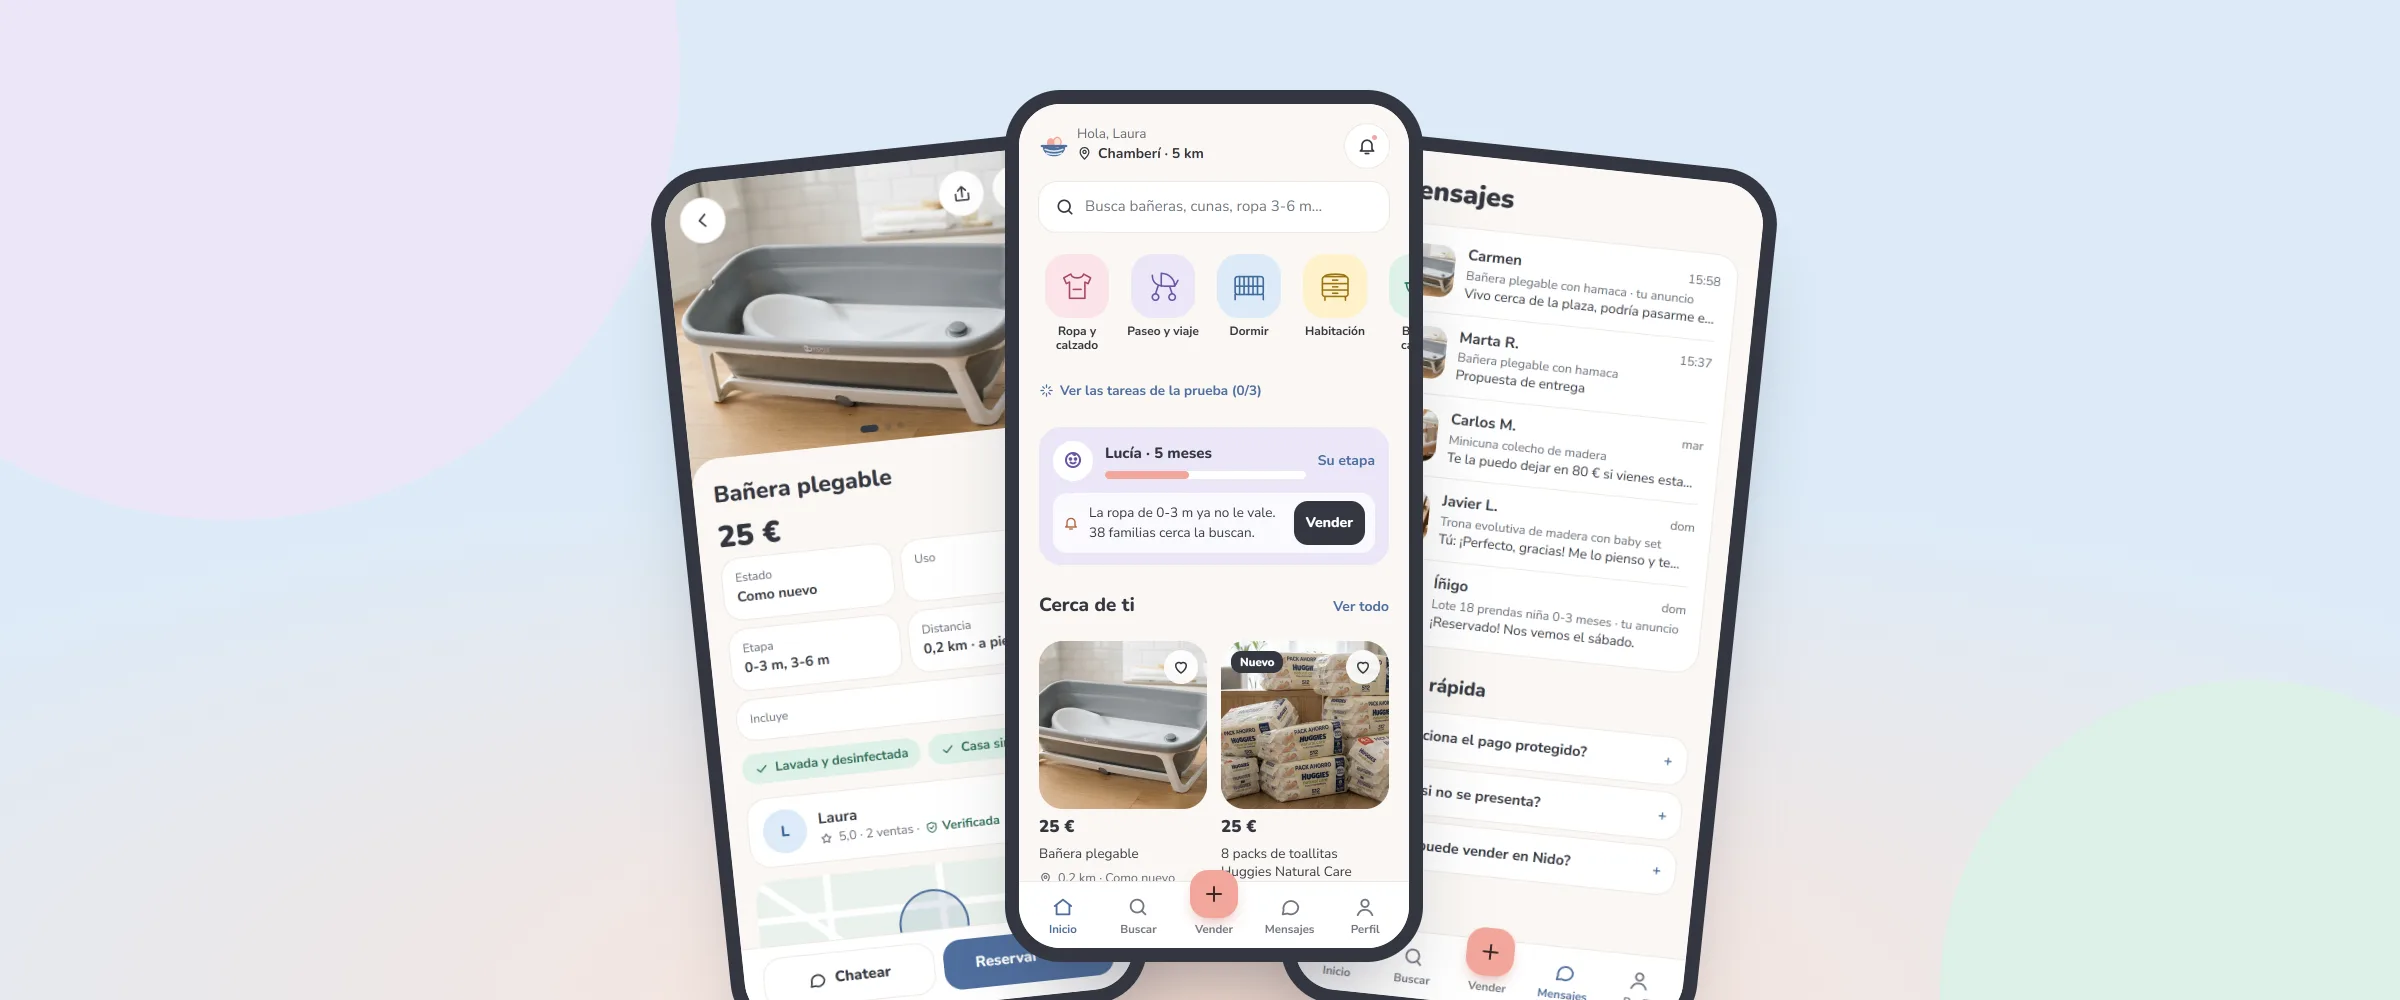 Bañera plegable
25 €
Estado
Como nuevo
Uso
Etapa
0-3 m, 3-6 m
Distancia
0,2 km · a pie
Incluye
Lavada y desinfectada
Casa
L
Laura
5,0 · 2 ventas ·
Verificada
Chatear
Reservar
Hola, Laura
Chamberí · 5 km
Busca bañeras, cunas, ropa 3-6 m...
Ropa y
calzado
Paseo y viaje
Dormir
Habitación
Ver las tareas de la prueba (0/3)
Lucía · 5 meses
Su etapa
La ropa de 0-3 m ya no le vale.
38 familias cerca la buscan.
Vender
Cerca de ti
Ver todo
Nuevo
PACK AHORRO
HUGGIES
25 €
Bañera plegable
0,2 km · Como nuevo
25 €
8 packs de toallitas
Huggies Natural Care
Inicio
Buscar
Vender
Mensajes
Perfil
ensajes
Carmen
15:58
Bañera plegable con hamaca · tu anuncio
Vivo cerca de la plaza, podría pasarme e...
Marta R.
15:37
Bañera plegable con hamaca
Propuesta de entrega
Carlos M.
mar
Minicuna colecho de madera
Te la puedo dejar en 80 € si vienes esta...
Javier L.
dom
Trona evolutiva de madera con baby set
Tú: ¡Perfecto, gracias! Me lo pienso y te...
Íñigo
dom
Lote 18 prendas niña 0-3 meses · tu anuncio
¡Reservado! Nos vemos el sábado.
rápida
ciona el pago protegido?
si no se presenta?
puede vender en Nido?
Inicio
Buscar
Vender
Mensajes